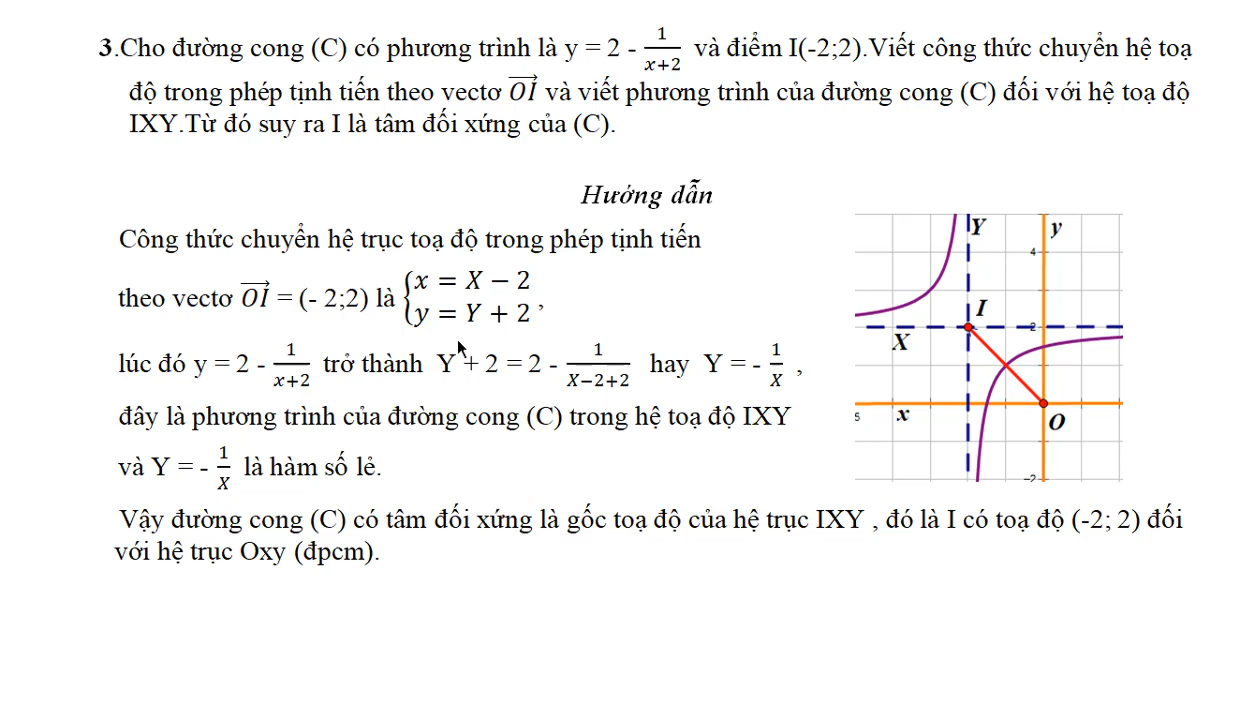 3.Cho đường cong (C) có phương trình là y = 2 - 1/(x+2) và điểm I(-2;2).Viết công thức chuyển hệ toạ
độ trong phép tịnh tiến theo vectơ \overrightarrow{OI} và viết phương trình của đường cong (C) đối với hệ toạ độ
IXY.Từ đó suy ra I là tâm đối xứng của (C).
Hướng dẫn
Công thức chuyển hệ trục toạ độ trong phép tịnh tiến
theo vectơ \overrightarrow{OI} = (- 2;2) là {x = X − 2
y = Y + 2 ,
lúc đó y = 2 - 1/(x+2) trở thành Y + 2 = 2 - 1/(X−2+2) hay Y = - 1/X ,
đây là phương trình của đường cong (C) trong hệ toạ độ IXY
và Y = - 1/X là hàm số lẻ.
Vậy đường cong (C) có tâm đối xứng là gốc toạ độ của hệ trục IXY , đó là I có toạ độ (-2; 2) đối
với hệ trục Oxy (đpcm).
Y
y
4
I
2
X
5
x
O
-2